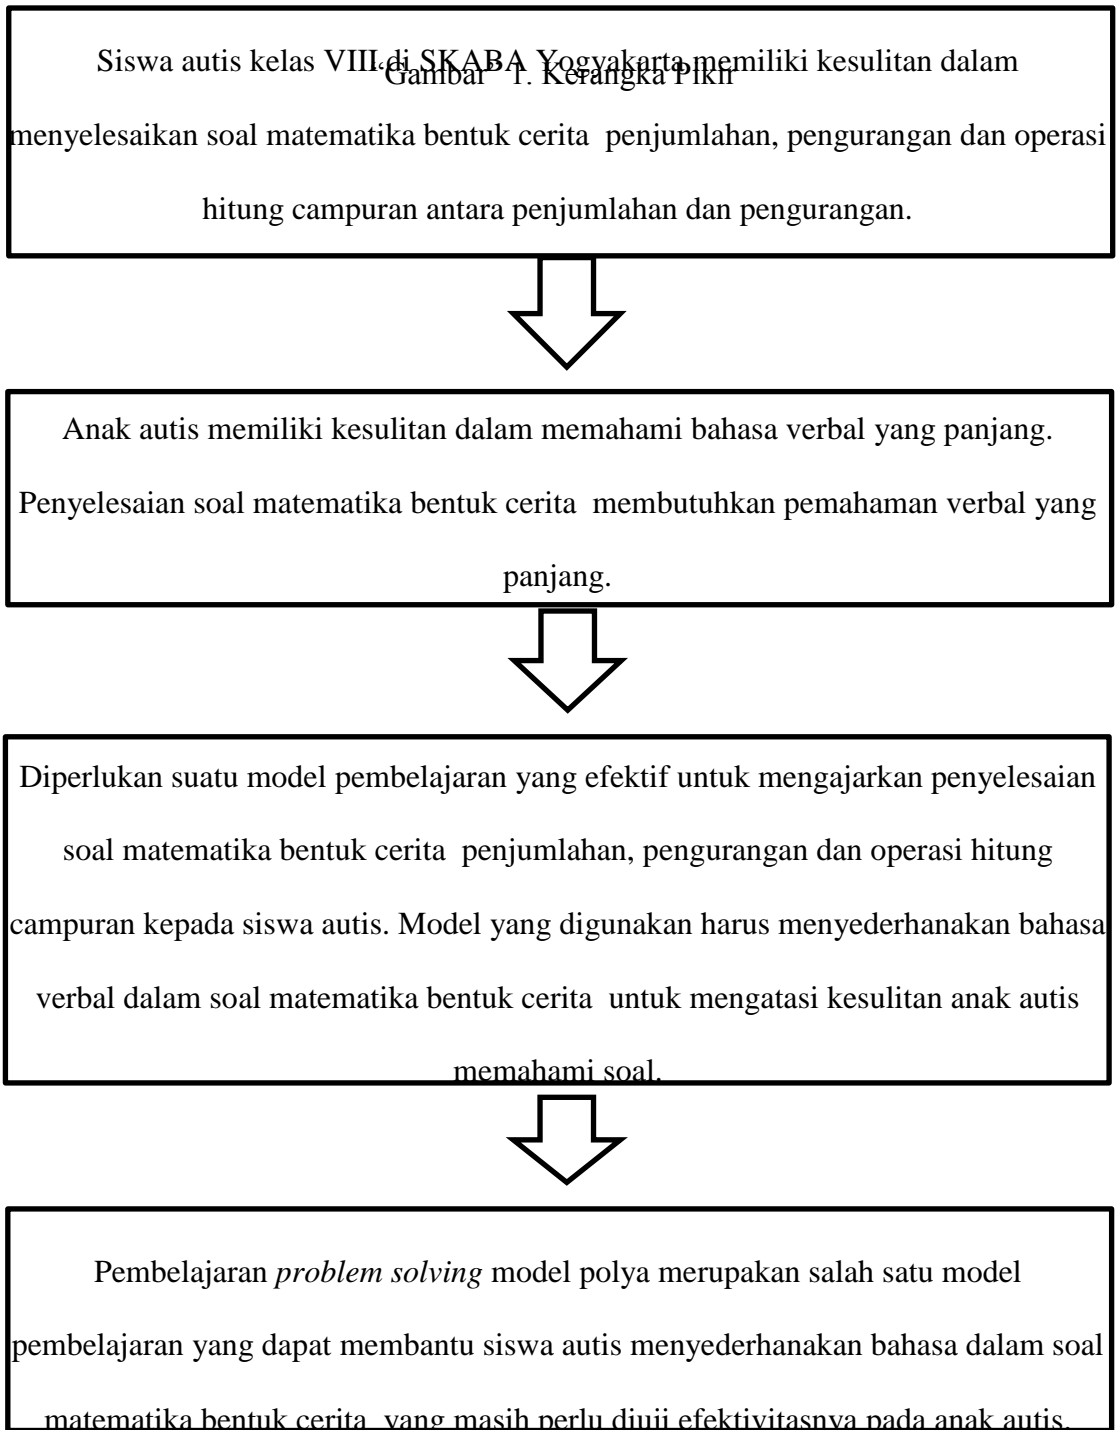 Siswa autis kelas VIII di SKABA Yogyakarta memiliki kesulitan dalam
“Gambar” 1. Kerangka Pikir
menyelesaikan soal matematika bentuk cerita penjumlahan, pengurangan dan operasi
hitung campuran antara penjumlahan dan pengurangan.
Anak autis memiliki kesulitan dalam memahami bahasa verbal yang panjang.
Penyelesaian soal matematika bentuk cerita membutuhkan pemahaman verbal yang
panjang.
Diperlukan suatu model pembelajaran yang efektif untuk mengajarkan penyelesaian
soal matematika bentuk cerita penjumlahan, pengurangan dan operasi hitung
campuran kepada siswa autis. Model yang digunakan harus menyederhanakan bahasa
verbal dalam soal matematika bentuk cerita untuk mengatasi kesulitan anak autis
memahami soal.
Pembelajaran problem solving model polya merupakan salah satu model
pembelajaran yang dapat membantu siswa autis menyederhanakan bahasa dalam soal
matematika bentuk cerita yang masih perlu diuji efektivitasnya pada anak autis.